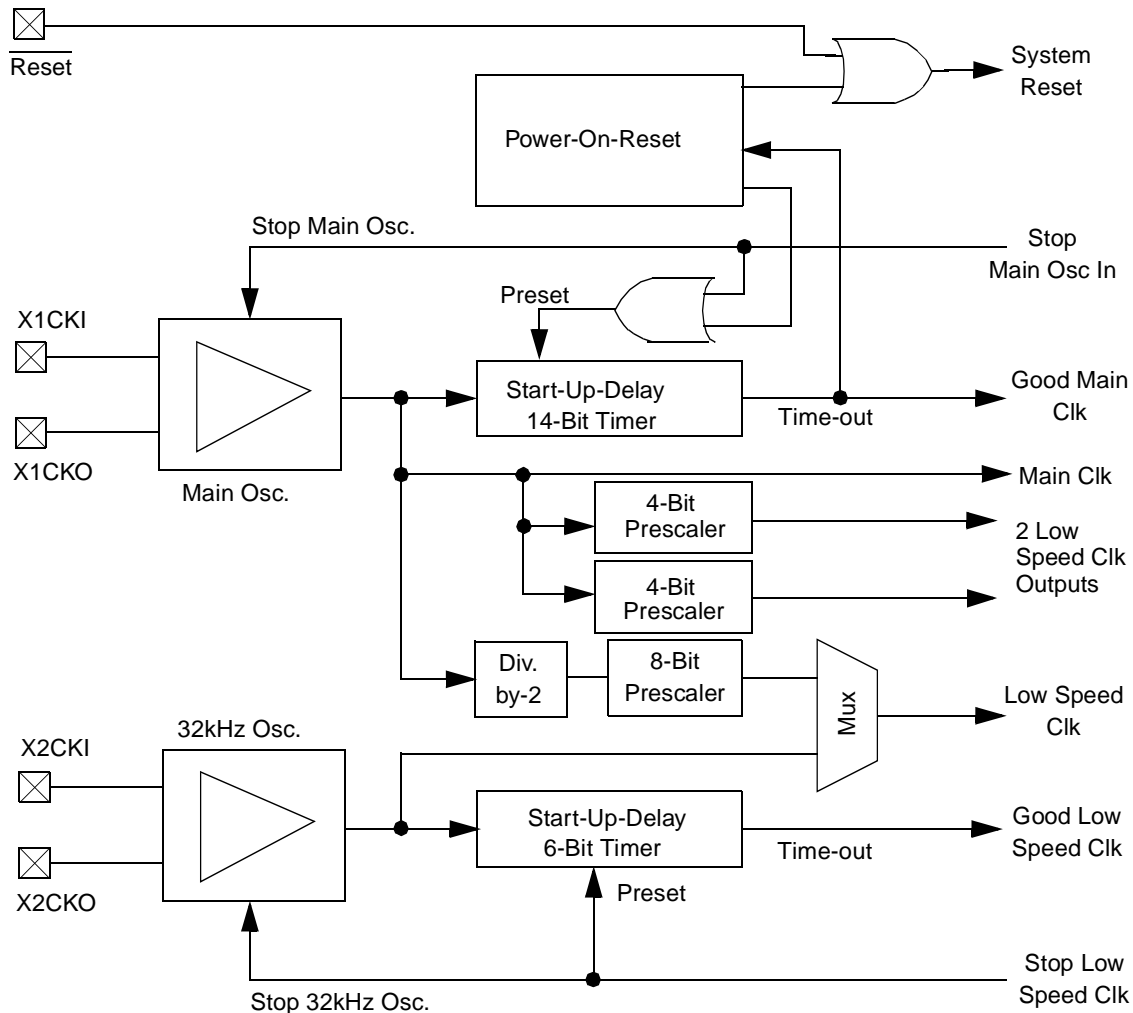 Reset
System
Reset
Power-On-Reset
Stop Main Osc.
Stop
Main Osc In
Preset
X1CKI
Start-Up-Delay
14-Bit Timer
Time-out
Good Main
Clk
X1CKO
Main Osc.
Main Clk
4-Bit
Prescaler
2 Low
Speed Clk
Outputs
4-Bit
Prescaler
Div.
by-2
8-Bit
Prescaler
Mux
Low Speed
Clk
32kHz Osc.
X2CKI
Start-Up-Delay
6-Bit Timer
Time-out
Good Low
Speed Clk
X2CKO
Preset
Stop 32kHz Osc.
Stop Low
Speed Clk